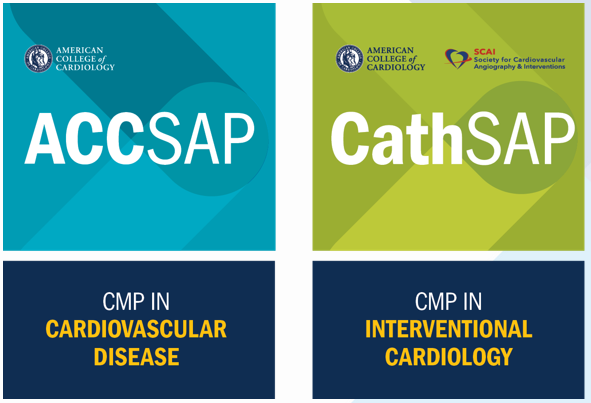 AMERICAN
COLLEGE of
CARDIOLOGY
ACCSAP
CMP IN
CARDIOVASCULAR
DISEASE
AMERICAN
COLLEGE of
CARDIOLOGY
SCAI
Society for Cardiovascular
Angiography & Interventions
CathSAP
CMP IN
INTERVENTIONAL
CARDIOLOGY